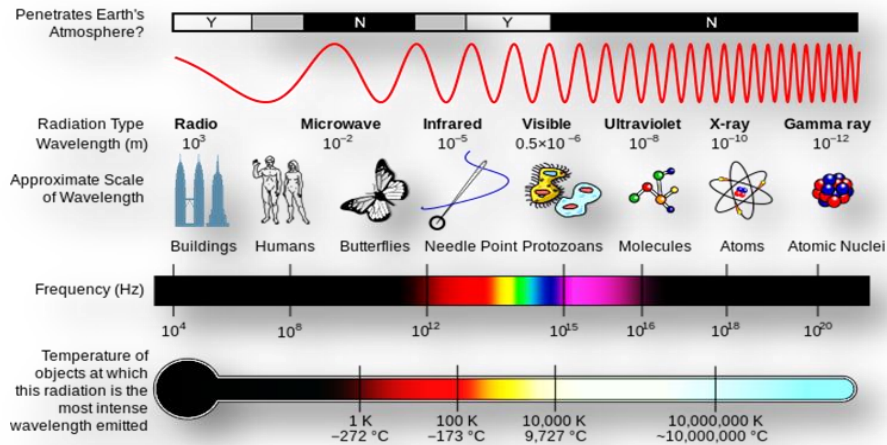 Penetrates Earth's
Atmosphere?
Y N Y N
Radiation Type
Wavelength (m)
Radio Microwave Infrared Visible Ultraviolet X-ray Gamma ray
10³ 10⁻² 10⁻⁵ 0.5×10⁻⁶ 10⁻⁸ 10⁻¹⁰ 10⁻¹²
Approximate Scale
of Wavelength
Buildings Humans Butterflies Needle Point Protozoans Molecules Atoms Atomic Nuclei
Frequency (Hz)
10⁴ 10⁸ 10¹² 10¹⁵ 10¹⁶ 10¹⁸ 10²⁰
Temperature of
objects at which
this radiation is the
most intense
wavelength emitted
1 K 100 K 10,000 K 10,000,000 K
−272 °C −173 °C 9,727 °C ~10,000,000 °C